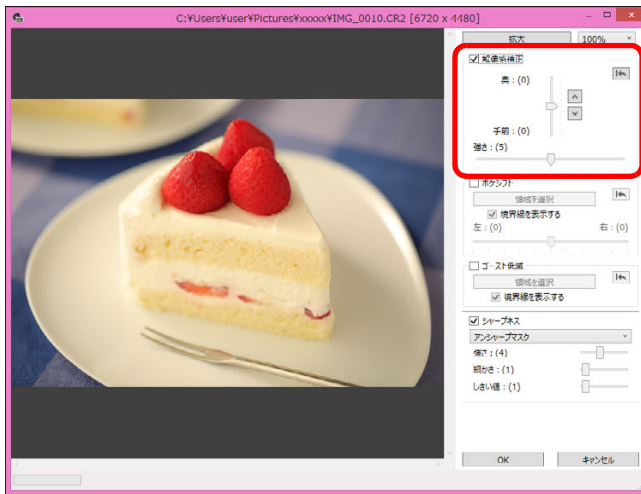 C:¥Users¥user¥Pictures¥xxxxx¥IMG_0010.CR2 [6720 x 4480]
拡大 100%
解像感補正
奥：(0)
手前：(0)
強さ：(5)
ボケシフト
領域を選択
境界線を表示する
左：(0) 右：(0)
ゴースト低減
領域を選択
境界線を表示する
シャープネス
アンシャープマスク
強さ：(4)
細かさ：(1)
しきい値：(1)
OK キャンセル